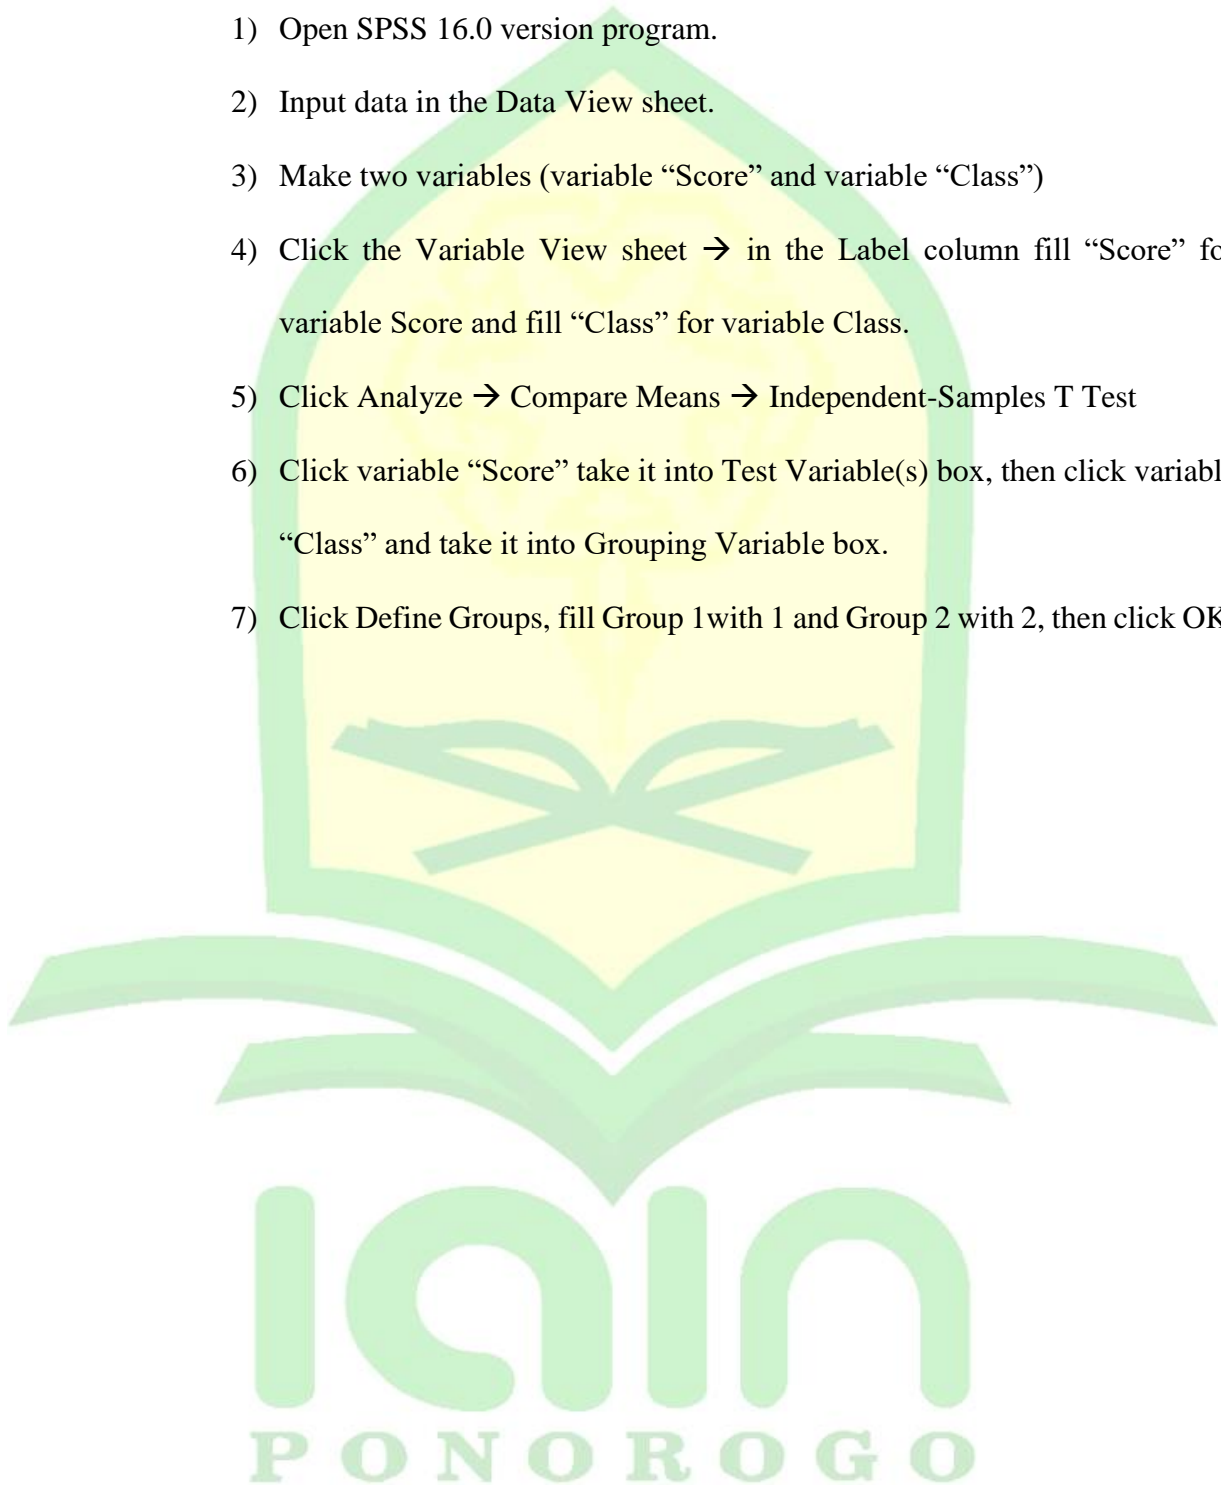 1) Open SPSS 16.0 version program.
2) Input data in the Data View sheet.
3) Make two variables (variable “Score” and variable “Class”)
4) Click the Variable View sheet → in the Label column fill “Score” fo
variable Score and fill “Class” for variable Class.
5) Click Analyze → Compare Means → Independent-Samples T Test
6) Click variable “Score” take it into Test Variable(s) box, then click variabl
“Class” and take it into Grouping Variable box.
7) Click Define Groups, fill Group 1with 1 and Group 2 with 2, then click OK
iain
PONOROGO